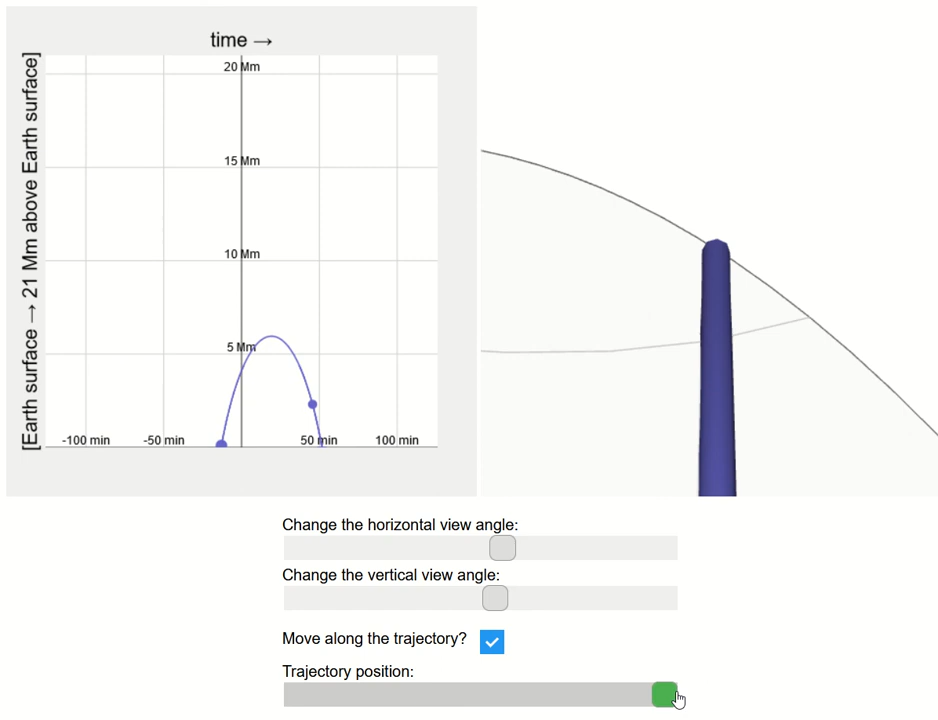 time →
[Earth surface → 21 Mm above Earth surface]
20 Mm
15 Mm
10 Mm
5 Mm
-100 min
-50 min
50 min
100 min
Change the horizontal view angle:
Change the vertical view angle:
Move along the trajectory?
Trajectory position: